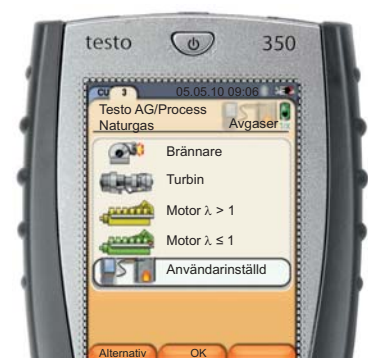 testo 350
CU 3 05.05.10 09:06
Testo AG/Process
Naturgas Avgaser
Brännare
Turbin
Motor λ > 1
Motor λ ≤ 1
Användarinställd
Alternativ OK